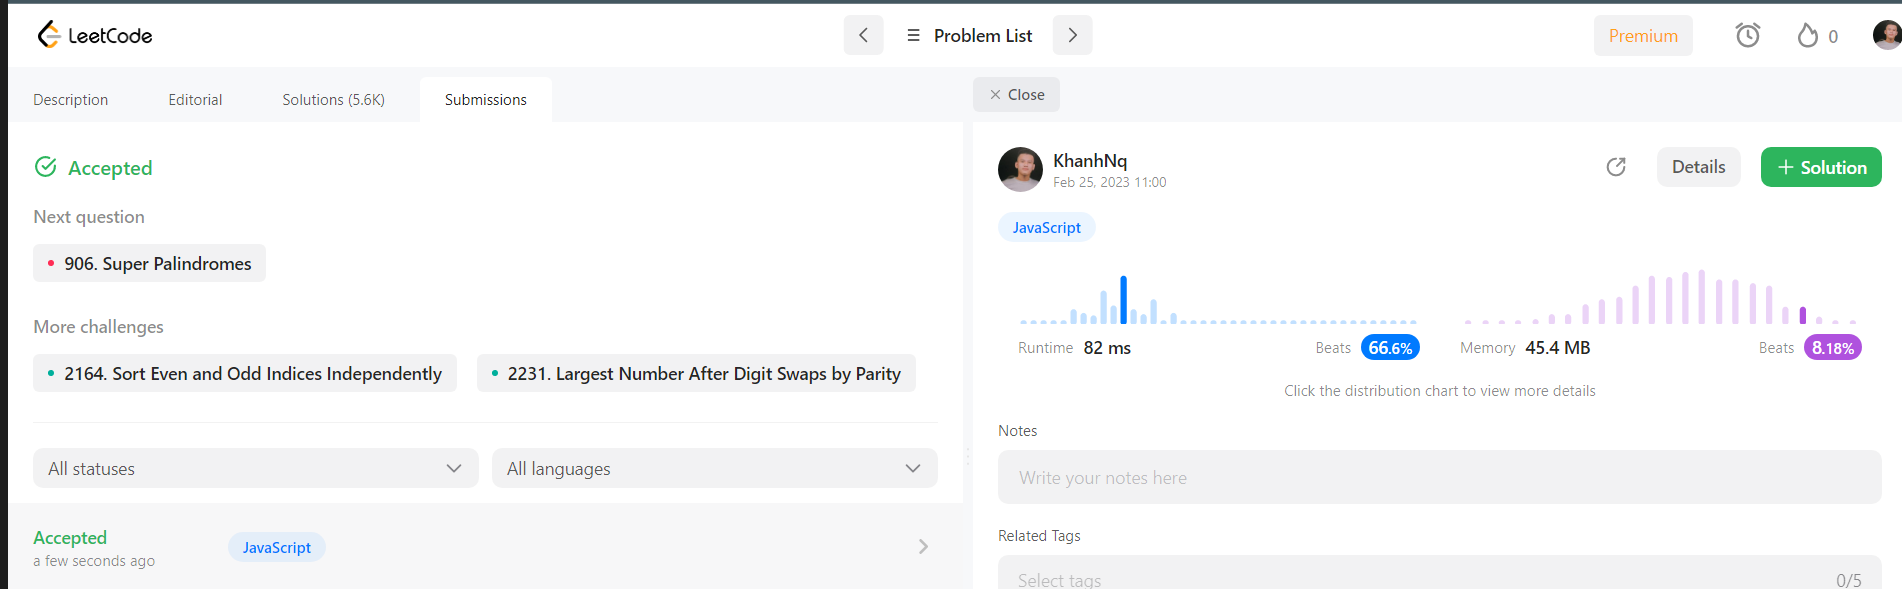 LeetCode
Problem List
Premium
0
Description
Editorial
Solutions (5.6K)
Submissions
Close
Accepted
Next question
906. Super Palindromes
More challenges
2164. Sort Even and Odd Indices Independently
2231. Largest Number After Digit Swaps by Parity
All statuses
All languages
Accepted
a few seconds ago
JavaScript
KhanhNq
Feb 25, 2023 11:00
Details
+ Solution
JavaScript
Runtime 82 ms
Beats 66.6%
Memory 45.4 MB
Beats 8.18%
Click the distribution chart to view more details
Notes
Write your notes here
Related Tags
Select tags
0/5